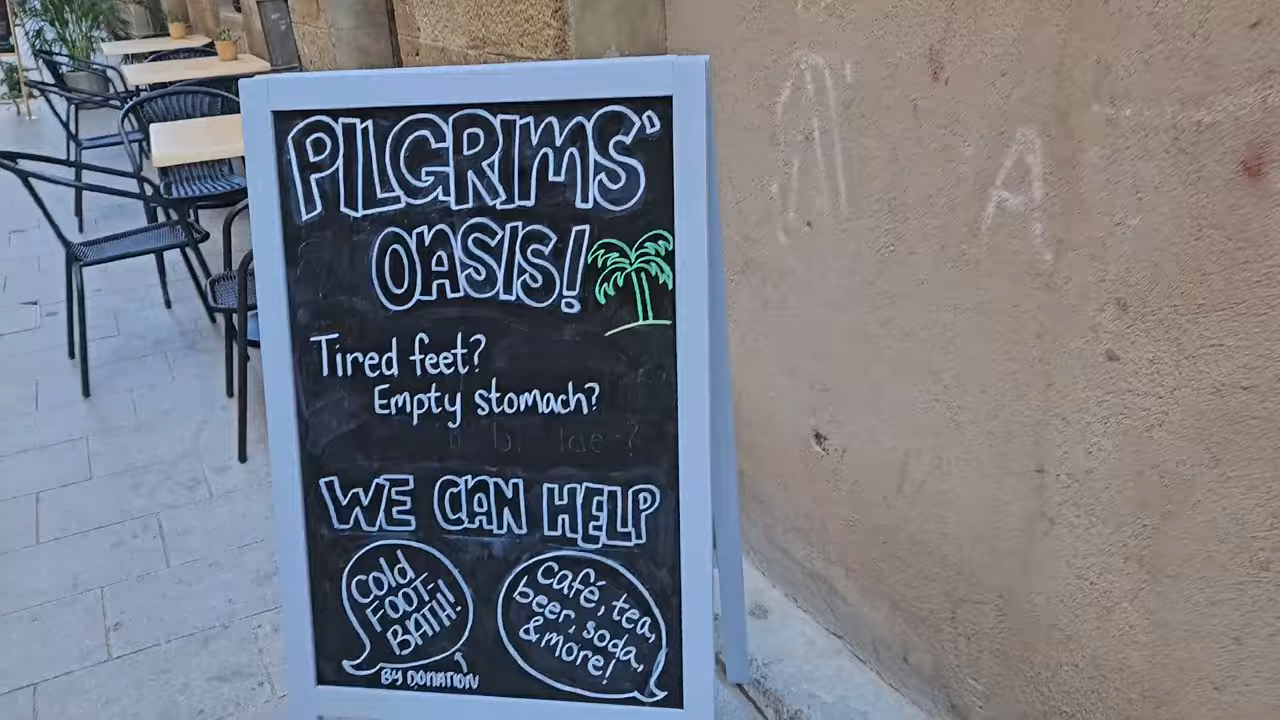 PILGRIMS'
OASIS!
Tired feet?
Empty stomach?
WE CAN HELP
Cold
FOOT-
BATH!
BY DONATION
Café, tea,
beer, soda,
& more!
A